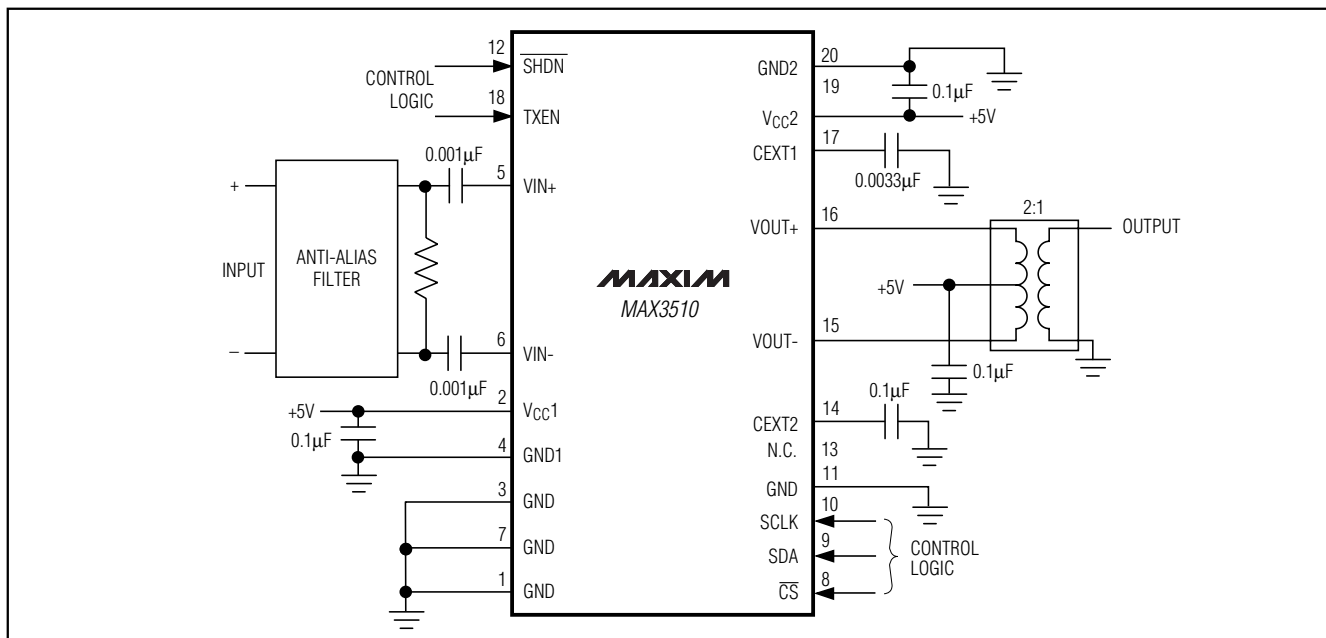 12
SHDN
CONTROL
LOGIC
18
TXEN
0.001μF
5
VIN+
+
INPUT
ANTI-ALIAS
FILTER
–
6
VIN-
0.001μF
2
+5V
VCC1
0.1μF
4
GND1
3
GND
7
GND
1
GND
MAXIM
MAX3510
20
GND2
19
0.1μF
VCC2
+5V
17
CEXT1
0.0033μF
16
VOUT+
2:1
OUTPUT
+5V
15
VOUT-
0.1μF
0.1μF
14
CEXT2
N.C.
13
11
GND
10
SCLK
9
SDA
CONTROL
LOGIC
8
CS